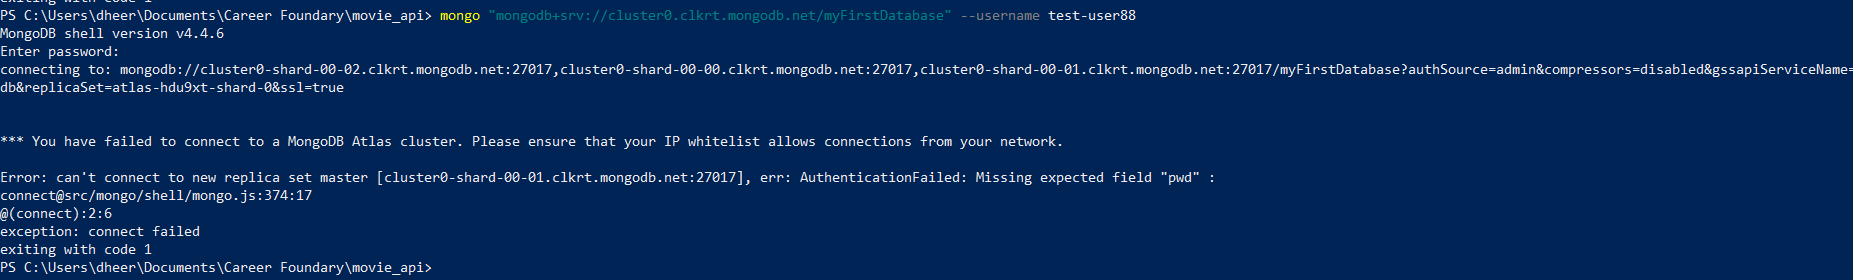 exiting with code 1
PS C:\Users\dheer\Documents\Career Foundary\movie_api> mongo "mongodb+srv://cluster0.clkrt.mongodb.net/myFirstDatabase" --username test-user88
MongoDB shell version v4.4.6
Enter password:
connecting to: mongodb://cluster0-shard-00-02.clkrt.mongodb.net:27017,cluster0-shard-00-00.clkrt.mongodb.net:27017,cluster0-shard-00-01.clkrt.mongodb.net:27017/myFirstDatabase?authSource=admin&compressors=disabled&gssapiServiceName=
db&replicaSet=atlas-hdu9xt-shard-0&ssl=true
*** You have failed to connect to a MongoDB Atlas cluster. Please ensure that your IP whitelist allows connections from your network.
Error: can't connect to new replica set master [cluster0-shard-00-01.clkrt.mongodb.net:27017], err: AuthenticationFailed: Missing expected field "pwd" :
connect@src/mongo/shell/mongo.js:374:17
@(connect):2:6
exception: connect failed
exiting with code 1
PS C:\Users\dheer\Documents\Career Foundary\movie_api>